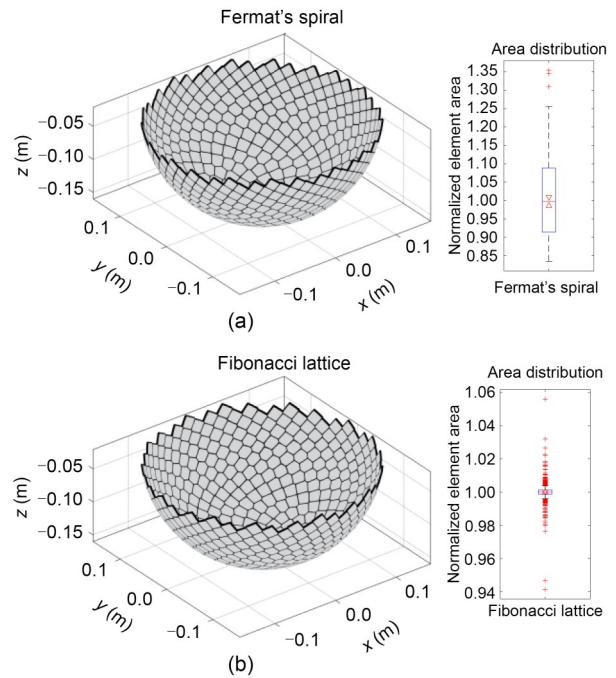 Fermat's spiral
z (m)
−0.05
−0.10
−0.15
0.1
0.0
−0.1
y (m)
−0.1
0.0
0.1
x (m)
(a)
Area distribution
Normalized element area
1.35
1.30
1.25
1.20
1.15
1.10
1.05
1.00
0.95
0.90
0.85
Fermat's spiral
Fibonacci lattice
z (m)
−0.05
−0.10
−0.15
0.1
0.0
−0.1
y (m)
−0.1
0.0
0.1
x (m)
(b)
Area distribution
Normalized element area
1.06
1.04
1.02
1.00
0.98
0.96
0.94
Fibonacci lattice